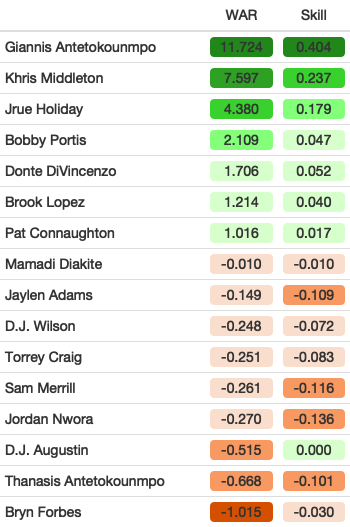 WAR Skill
Giannis Antetokounmpo 11.724 0.404
Khris Middleton 7.597 0.237
Jrue Holiday 4.380 0.179
Bobby Portis 2.109 0.047
Donte DiVincenzo 1.706 0.052
Brook Lopez 1.214 0.040
Pat Connaughton 1.016 0.017
Mamadi Diakite -0.010 -0.010
Jaylen Adams -0.149 -0.109
D.J. Wilson -0.248 -0.072
Torrey Craig -0.251 -0.083
Sam Merrill -0.261 -0.116
Jordan Nwora -0.270 -0.136
D.J. Augustin -0.515 0.000
Thanasis Antetokounmpo -0.668 -0.101
Bryn Forbes -1.015 -0.030